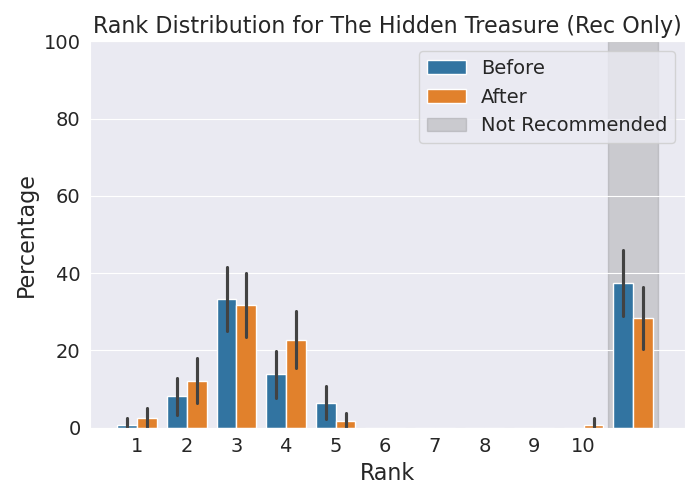 Rank Distribution for The Hidden Treasure (Rec Only)
Percentage
100
80
60
40
20
0
Before
After
Not Recommended
1 2 3 4 5 6 7 8 9 10
Rank